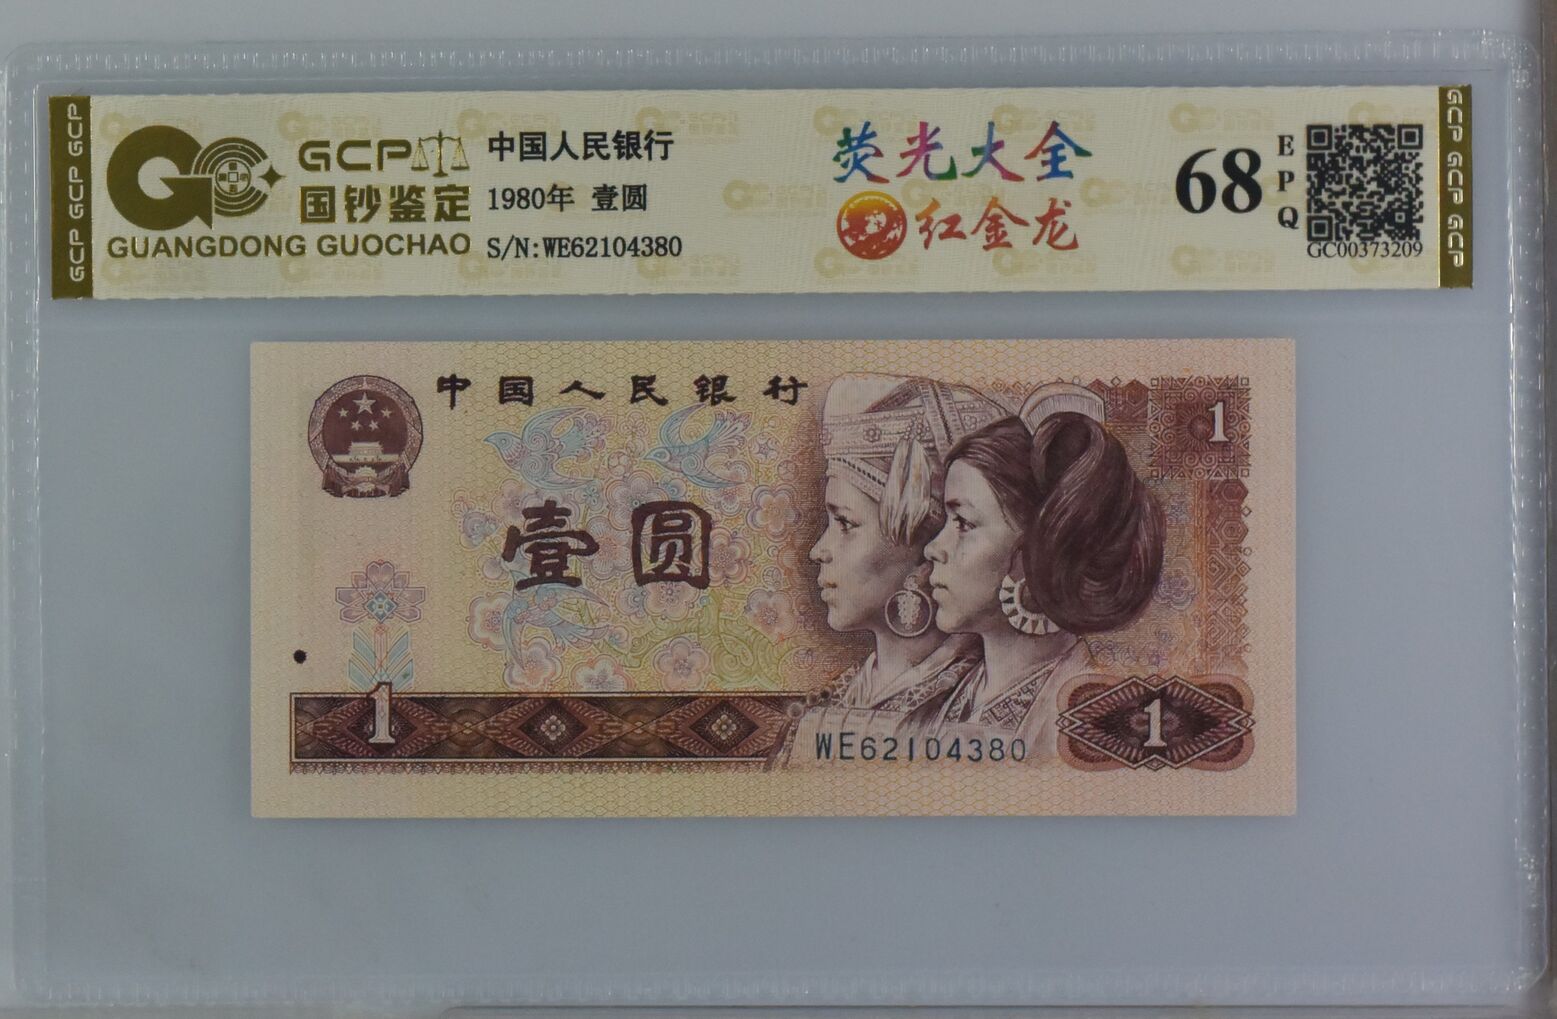 GCP GCP GCP
GCP
国钞鉴定
GUANGDONG GUOCHAO
中国人民银行
1980年 壹圆
S/N:WE62104380
荧光大全
红金龙
68
EPQ
GC00373209
GCP GCP GCP
中国人民银行
1
壹圆
1
WE62104380
1